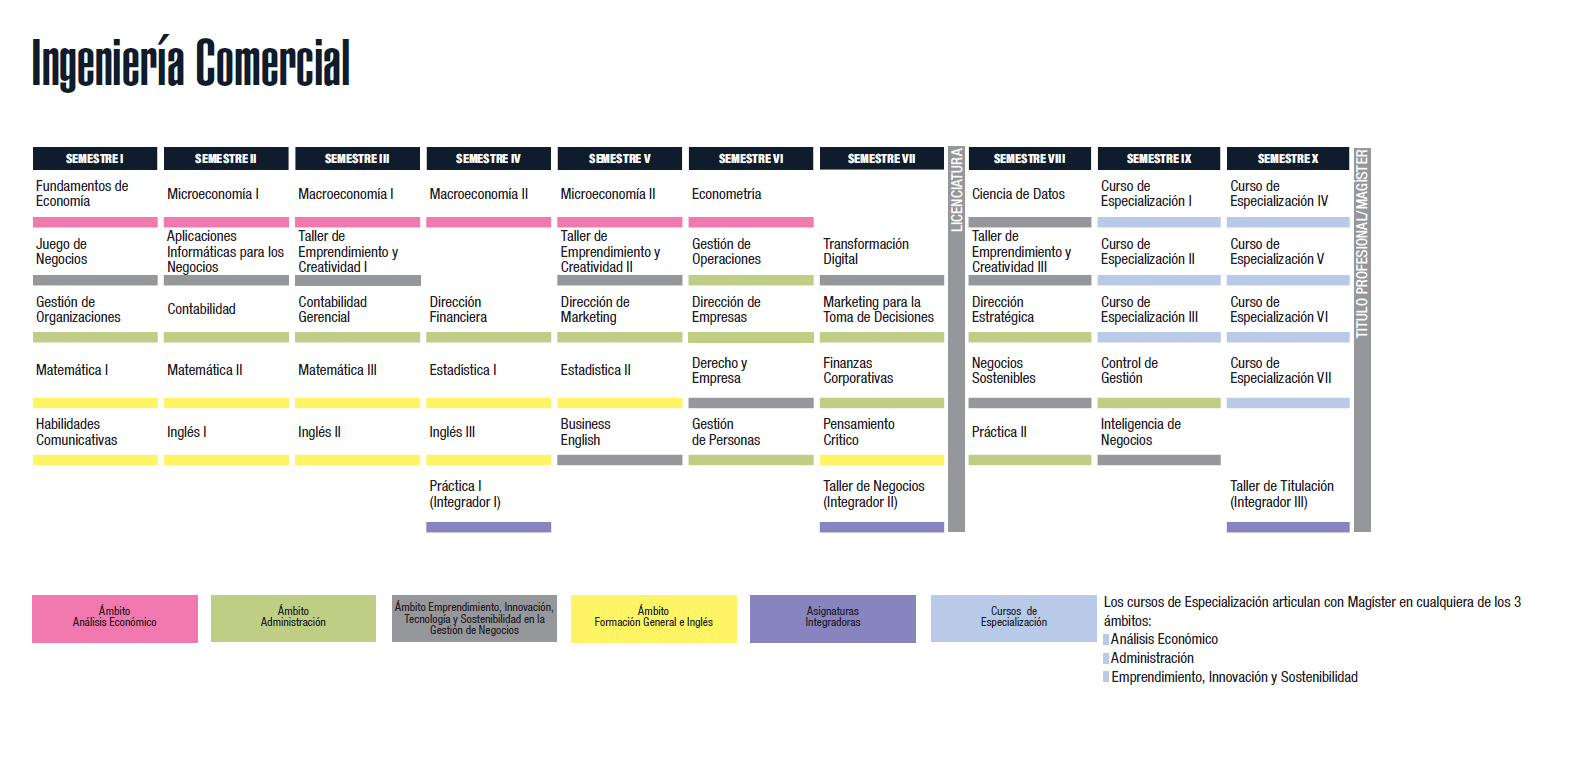 Ingeniería Comercial
SEMESTRE I
SEMESTRE II
SEMESTRE III
SEMESTRE IV
SEMESTRE V
SEMESTRE VI
SEMESTRE VII
LICENCIATURA
SEMESTRE VIII
SEMESTRE IX
SEMESTRE X
TITULO PROFESIONAL/MAGÍSTER
Fundamentos de
Economía
Microeconomía I
Macroeconomía I
Macroeconomía II
Microeconomía II
Econometría
Ciencia de Datos
Curso de
Especialización I
Curso de
Especialización IV
Juego de
Negocios
Aplicaciones
Informáticas para los
Negocios
Taller de
Emprendimiento y
Creatividad I
Taller de
Emprendimiento y
Creatividad II
Gestión de
Operaciones
Transformación
Digital
Taller de
Emprendimiento y
Creatividad III
Curso de
Especialización II
Curso de
Especialización V
Gestión de
Organizaciones
Contabilidad
Contabilidad
Gerencial
Dirección
Financiera
Dirección de
Marketing
Dirección de
Empresas
Marketing para la
Toma de Decisiones
Dirección
Estratégica
Curso de
Especialización III
Curso de
Especialización VI
Matemática I
Matemática II
Matemática III
Estadística I
Estadística II
Derecho y
Empresa
Finanzas
Corporativas
Negocios
Sostenibles
Control de
Gestión
Curso de
Especialización VII
Habilidades
Comunicativas
Inglés I
Inglés II
Inglés III
Business
English
Gestión
de Personas
Pensamiento
Crítico
Práctica II
Inteligencia de
Negocios
Práctica I
(Integrador I)
Taller de Negocios
(Integrador II)
Taller de Titulación
(Integrador III)
Ámbito
Análisis Económico
Ámbito
Administración
Ámbito Emprendimiento, Innovación,
Tecnología y Sostenibilidad en la
Gestión de Negocios
Ámbito
Formación General e Inglés
Asignaturas
Integradoras
Cursos de
Especialización
Los cursos de Especialización articulan con Magíster en cualquiera de los 3
ámbitos:
Análisis Económico
Administración
Emprendimiento, Innovación y Sostenibilidad